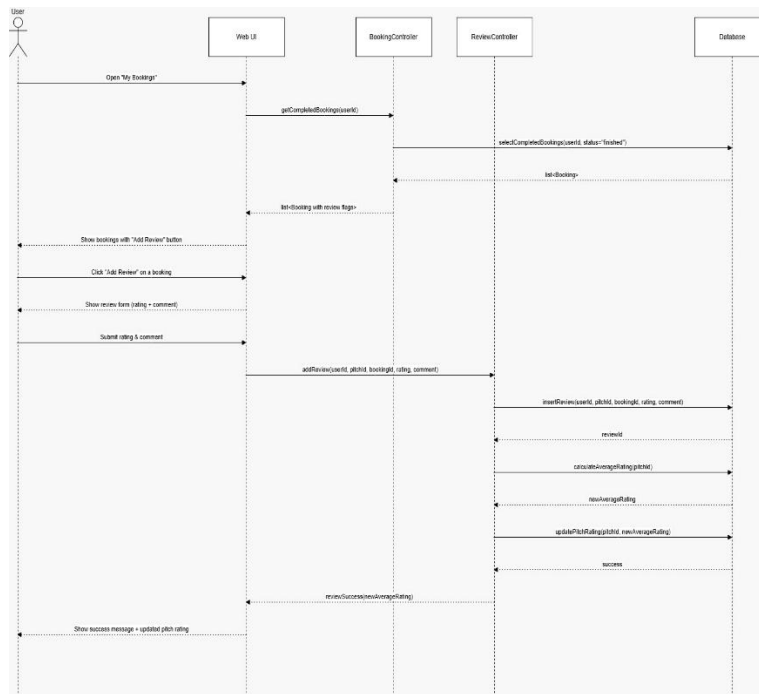 User
Web UI
BookingController
ReviewController
Database
Open "My Bookings"
getCompletedBookings(userId)
selectCompletedBookings(userId, status="finished")
list<Booking>
list<Booking with review flags>
Show bookings with "Add Review" button
Click "Add Review" on a booking
Show review form (rating + comment)
Submit rating & comment
addReview(userId, pitchId, bookingId, rating, comment)
insertReview(userId, pitchId, bookingId, rating, comment)
reviewId
calculateAverageRating(pitchId)
newAverageRating
updatePitchRating(pitchId, newAverageRating)
success
reviewSuccess(newAverageRating)
Show success message + updated pitch rating